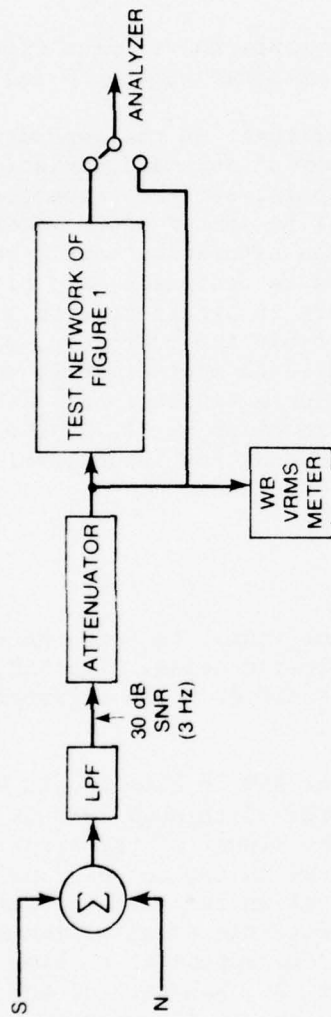 S
N
Σ
LPF
30 dB
SNR
(3 Hz)
ATTENUATOR
TEST NETWORK OF
FIGURE 1
ANALYZER
WB
VRMS
METER